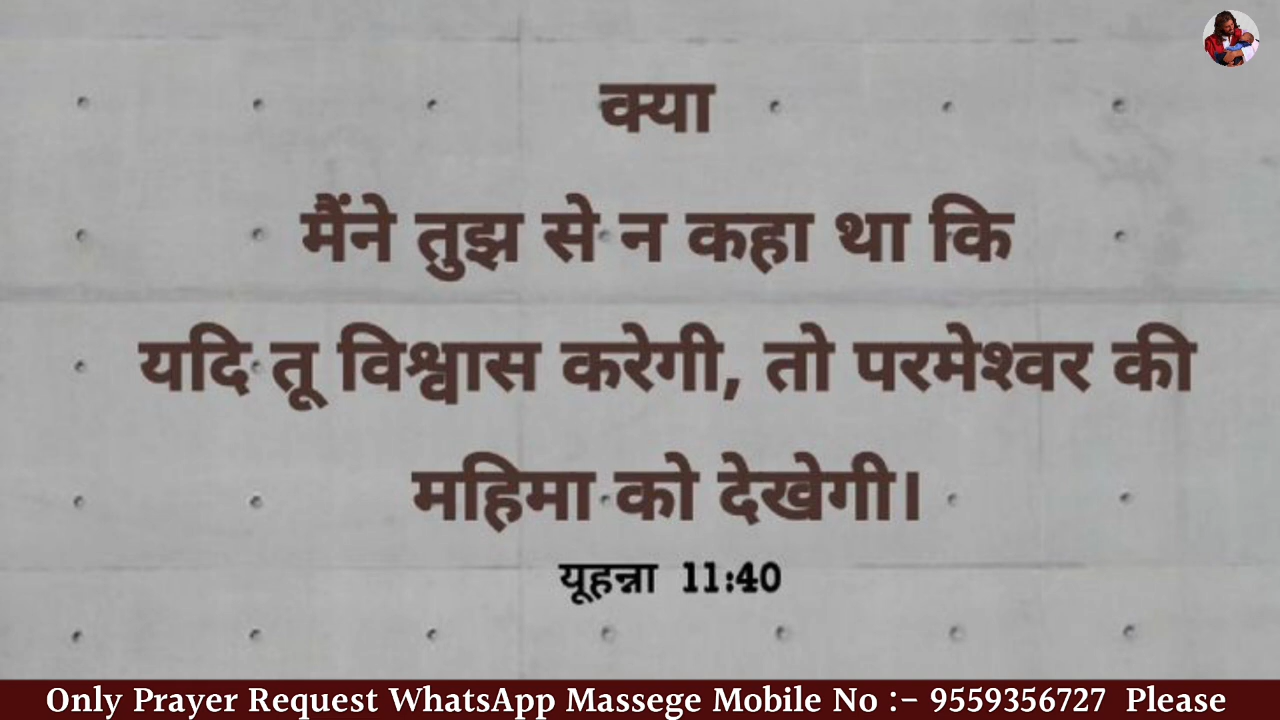 क्या
मैंने तुझ से न कहा था कि
यदि तू विश्वास करेगी, तो परमेश्वर की
महिमा को देखेगी।
यूहन्ना 11:40
Only Prayer Request WhatsApp Massege Mobile No :- 9559356727 Please